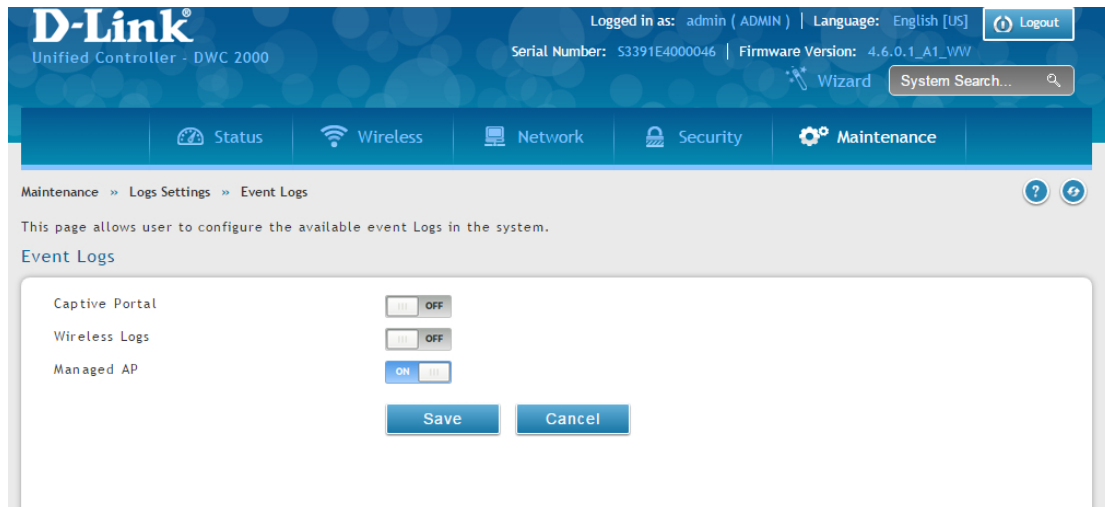 D-Link®
Unified Controller - DWC 2000
Logged in as: admin ( ADMIN ) | Language: English [US]
Logout
Serial Number: S3391E4000046 | Firmware Version: 4.6.0.1_A1_WW
Wizard
System Search...
Status
Wireless
Network
Security
Maintenance
Maintenance » Logs Settings » Event Logs
?
This page allows user to configure the available event Logs in the system.
Event Logs
Captive Portal OFF
Wireless Logs OFF
Managed AP ON
Save Cancel